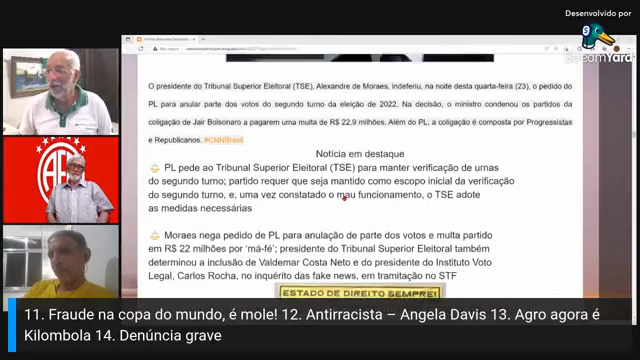 Desenvolvido por
StreamYard
O presidente do Tribunal Superior Eleitoral (TSE), Alexandre de Moraes, indeferiu, na noite desta quarta-feira (23), o pedido do
PL para anular parte dos votos do segundo turno da eleição de 2022. Na decisão, o ministro condenou os partidos da
coligação de Jair Bolsonaro a pagarem uma multa de R$ 22,9 milhões. Além do PL, a coligação é composta por Progressistas
e Republicanos. #CNNBrasil
Notícia em destaque
PL pede ao Tribunal Superior Eleitoral (TSE) para manter verificação de urnas
do segundo turno; partido requer que seja mantido como escopo inicial da verificação
do segundo turno, e, uma vez constatado o mau funcionamento, o TSE adote
as medidas necessárias
Moraes nega pedido de PL para anulação de parte dos votos e multa partido
em R$ 22 milhões por 'má-fé'; presidente do Tribunal Superior Eleitoral também
determinou a inclusão de Valdemar Costa Neto e do presidente do Instituto Voto
Legal, Carlos Rocha, no inquérito das fake news, em tramitação no STF
ESTADO DE DIREITO SEMPRE!
11. Fraude na copa do mundo, é mole! 12. Antirracista – Angela Davis 13. Agro agora é
Kilombola 14. Denúncia grave